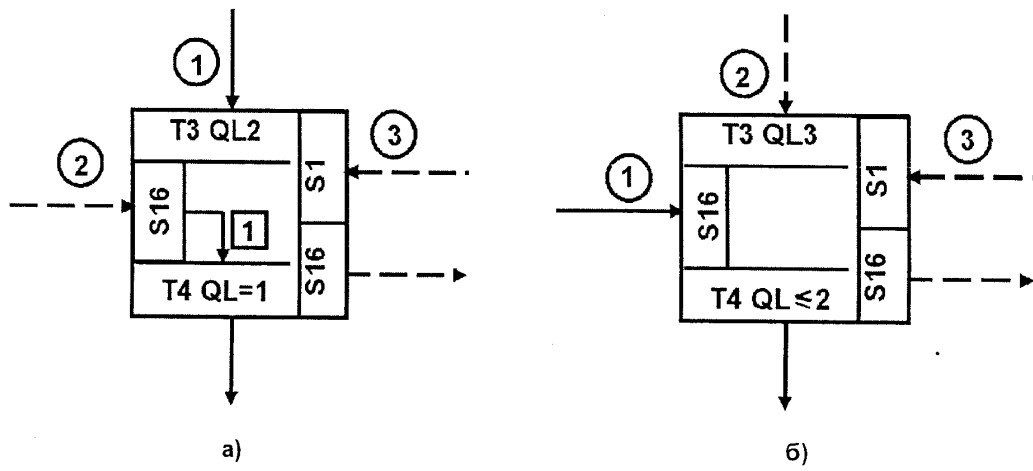 1
T3 QL2
2
3
S16
S1
1
S16
T4 QL=1
a)
2
T3 QL3
1
3
S16
S1
S16
T4 QL≤2
б)